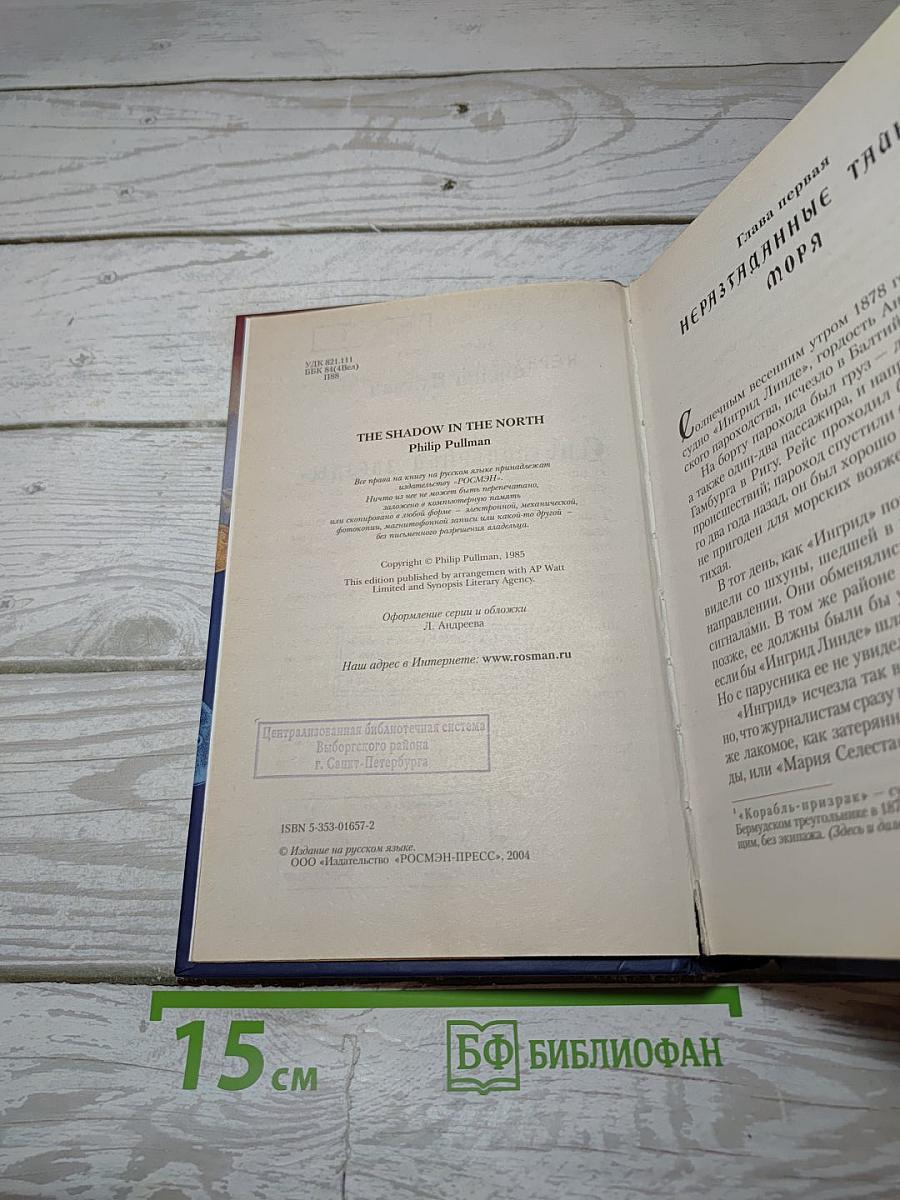 УДК 821.111
ББК 84(4Вел)
П88
THE SHADOW IN THE NORTH
Philip Pullman
Все права на книгу на русском языке принадлежат
издательству «РОСМЭН».
Ничто из нее не может быть перепечатано,
заложено в компьютерную память
или скопировано в любой форме — электронной, механической,
фотокопии, магнитофонной записи или какой-то другой —
без письменного разрешения владельца.
Copyright © Philip Pullman, 1985
This edition published by arrangemen with AP Watt
Limited and Synopsis Literary Agency.
Оформление серии и обложки
Л. Андреева
Наш адрес в Интернете: www.rosman.ru
Централизованная библиотечная система
Выборгского района
г. Санкт-Петербурга
ISBN 5-353-01657-2
© Издание на русском языке.
ООО «Издательство «РОСМЭН-ПРЕСС», 2004
Глава первая
НЕРАЗГАДАННЫЕ
МОРЯ
Солнечным весенним утром 1878
судно «Ингрид Линде», гордость
ского пароходства, исчезло в
На борту парохода был груз —
а также один-два пассажира, и
Гамбурга в Ригу. Рейс проходил
происшествий; пароход спустили
го два года назад, он был хорошо
не пригоден для морских
тихая.
В тот день, как «Ингрид»
видели со шхуны, шедшей в
направлении. Они обменялись
сигналами. В том же районе
позже, ее должны были бы
если бы «Ингрид Линде»
Но с парусника ее не
«Ингрид» исчезла так
но, что журналистам сразу
же лакомое, как
ды, или «Мария
¹ «Корабль-призрак» —
Бермудском треугольнике в
щим, без экипажа. (Здесь и
15 см
БФ БИБЛИОФАН